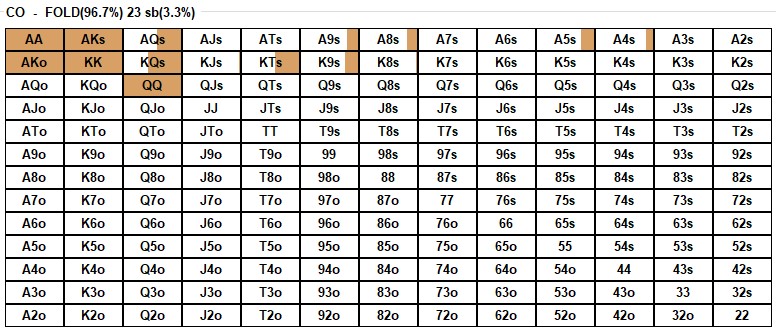 CO - FOLD(96.7%) 23 sb(3.3%)
AA AKs AQs AJs ATs A9s A8s A7s A6s A5s A4s A3s A2s
AKo KK KQs KJs KTs K9s K8s K7s K6s K5s K4s K3s K2s
AQo KQo QQ QJs QTs Q9s Q8s Q7s Q6s Q5s Q4s Q3s Q2s
AJo KJo QJo JJ JTs J9s J8s J7s J6s J5s J4s J3s J2s
ATo KTo QTo JTo TT T9s T8s T7s T6s T5s T4s T3s T2s
A9o K9o Q9o J9o T9o 99 98s 97s 96s 95s 94s 93s 92s
A8o K8o Q8o J8o T8o 98o 88 87s 86s 85s 84s 83s 82s
A7o K7o Q7o J7o T7o 97o 87o 77 76s 75s 74s 73s 72s
A6o K6o Q6o J6o T6o 96o 86o 76o 66 65s 64s 63s 62s
A5o K5o Q5o J5o T5o 95o 85o 75o 65o 55 54s 53s 52s
A4o K4o Q4o J4o T4o 94o 84o 74o 64o 54o 44 43s 42s
A3o K3o Q3o J3o T3o 93o 83o 73o 63o 53o 43o 33 32s
A2o K2o Q2o J2o T2o 92o 82o 72o 62o 52o 42o 32o 22